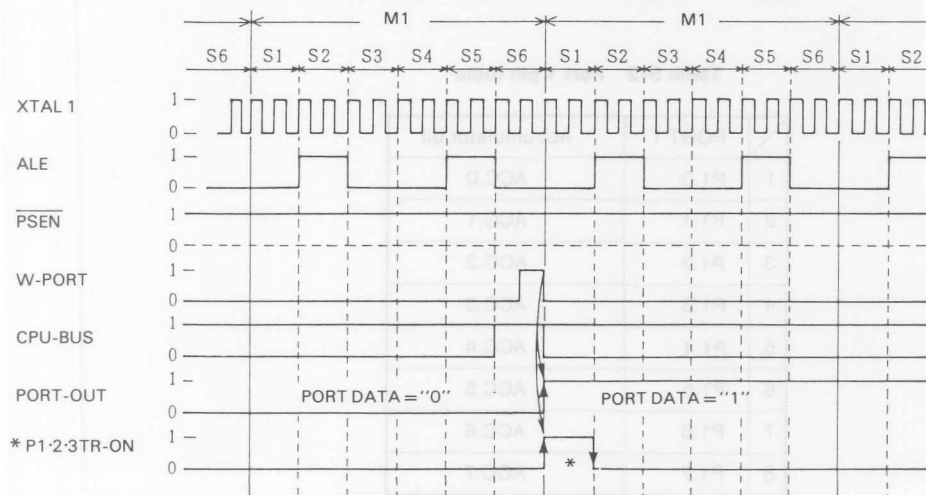 M1 M1
S6 S1 S2 S3 S4 S5 S6 S1 S2 S3 S4 S5 S6 S1 S2
XTAL 1 1 0
ALE 1 0
PSEN 1 0
W-PORT 1 0
CPU-BUS 1 0
PORT-OUT 1 0 PORT DATA="0" PORT DATA="1"
* P1·2·3TR-ON 1 0 *